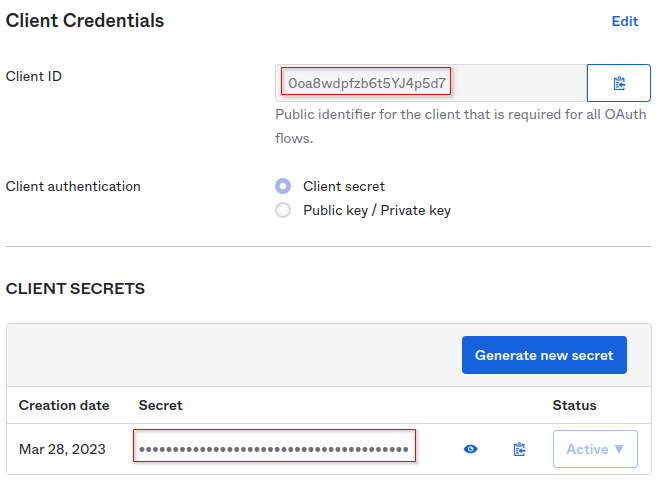 Client Credentials Edit
Client ID 0oa8wdpfzb6t5YJ4p5d7
Public identifier for the client that is required for all OAuth
flows.
Client authentication Client secret
Public key / Private key
CLIENT SECRETS
Generate new secret
Creation date Secret Status
Mar 28, 2023 •••••••••••••••••••••••••••••••••••••••• Active ▼